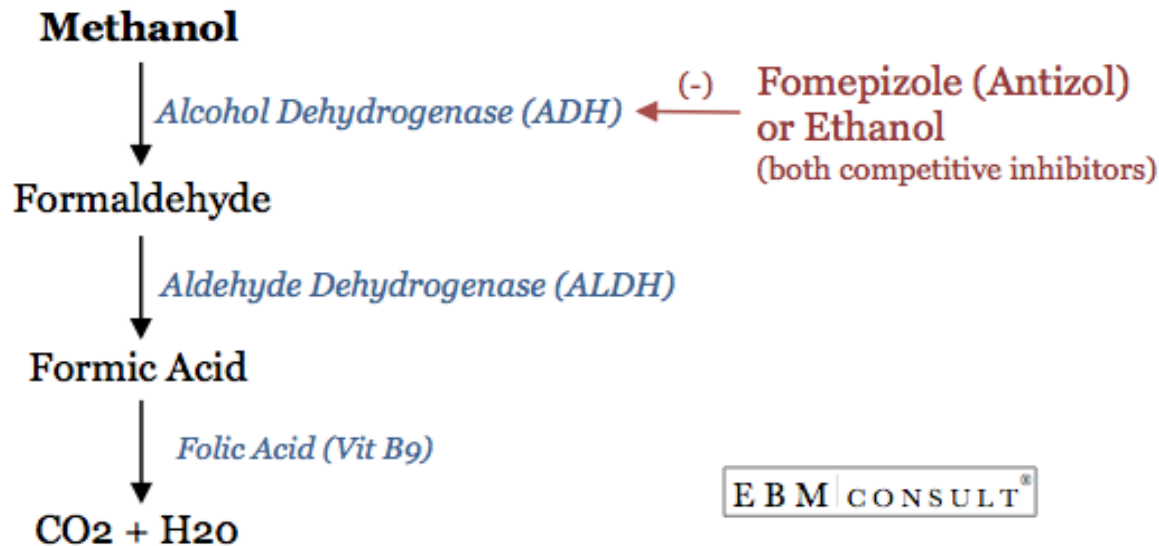 Methanol
Alcohol Dehydrogenase (ADH)
(-)
Fomepizole (Antizol)
or Ethanol
(both competitive inhibitors)
Formaldehyde
Aldehyde Dehydrogenase (ALDH)
Formic Acid
Folic Acid (Vit B9)
CO2 + H20
EBM CONSULT®